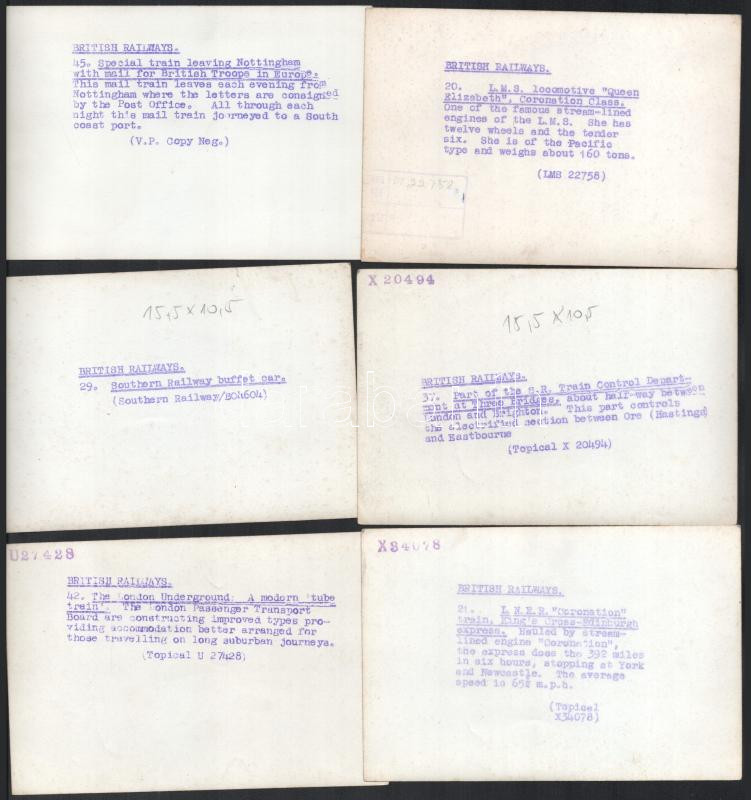 BRITISH RAILWAYS.
45. Special train leaving Nottingham
with mail for British Troops in Europe.
This mail train leaves each evening from
Nottingham where the letters are consigned
by the Post Office. All through each
night this mail train journeyed to a South
coast port.
(V.P. Copy Neg.)
BRITISH RAILWAYS.
20. L.M.S. locomotive "Queen
Elizabeth", Coronation Class.
One of the famous stream-lined
engines of the L.M.S. She has
twelve wheels and the tender
six. She is of the Pacific
type and weighs about 160 tons.
(LMS 22758)
15,5 x 10,5
BRITISH RAILWAYS.
29. Southern Railway buffet car.
(Southern Railway/B04604)
X 20494
15,5 x 10,5
BRITISH RAILWAYS.
37. Part of the S.R. Train Control Depart-
ment at Three Bridges, about half-way between
London and Brighton. This part controls
the electrified section between Ore (Hastings)
and Eastbourne
(Topical X 20494)
U27428
BRITISH RAILWAYS.
42. The London Underground: A modern 'tube
train'. The London Passenger Transport
Board are constructing improved types pro-
viding accommodation better arranged for
those travelling on long suburban journeys.
(Topical U 27428)
X34078
BRITISH RAILWAYS.
21. L.N.E.R. "Coronation"
train, King's Cross-Edinburgh
express. Hauled by stream-
lined engine "Coronation",
the express does the 392 miles
in six hours, stopping at York
and Newcastle. The average
speed is 65¼ m.p.h.
(Topical
X34078)